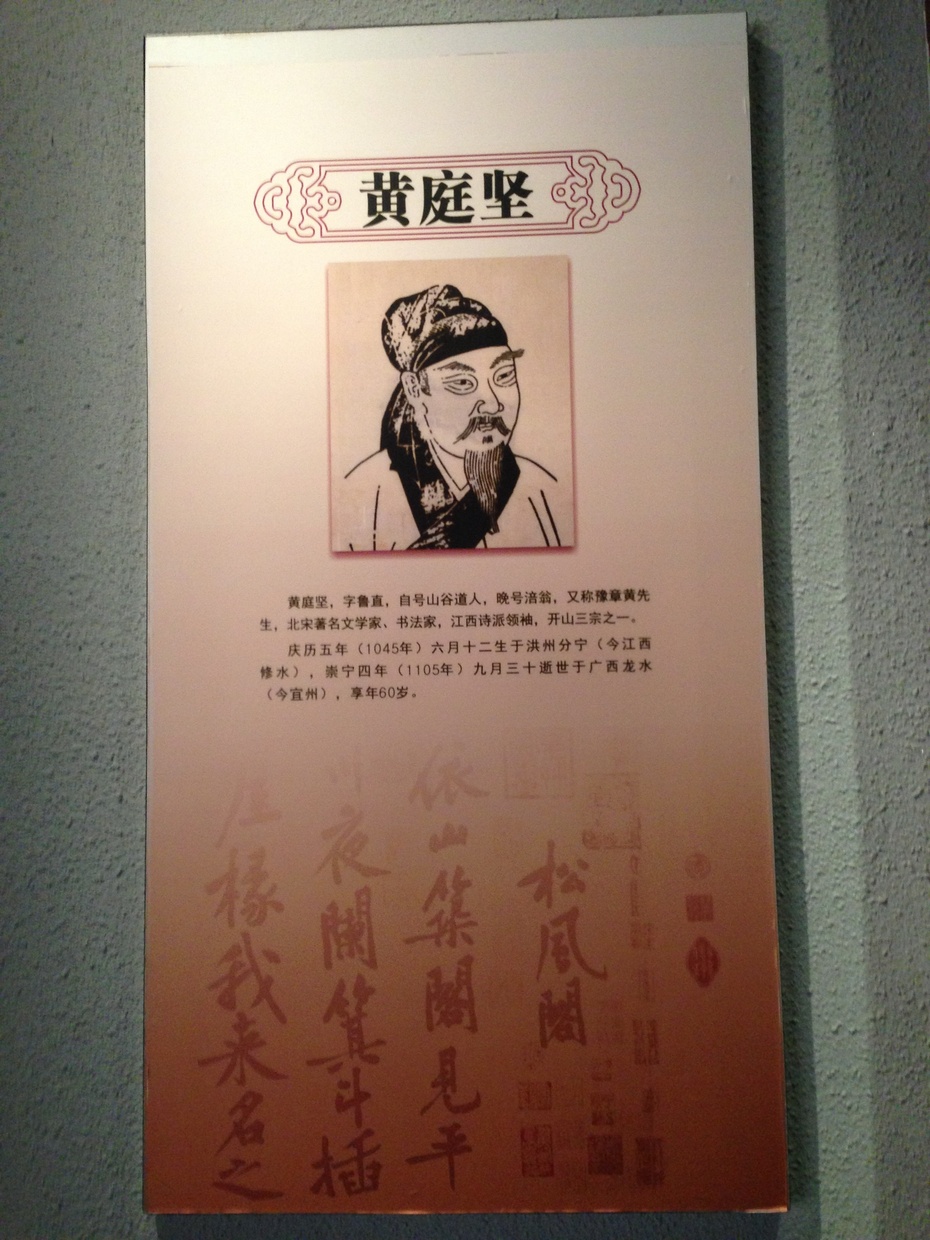 黄庭坚
黄庭坚，字鲁直，自号山谷道人，晚号涪翁，又称豫章黄先
生，北宋著名文学家、书法家，江西诗派领袖，开山三宗之一。
庆历五年（1045年）六月十二生于洪州分宁（今江西
修水），崇宁四年（1105年）九月三十逝世于广西龙水
（今宜州），享年60岁。
松風閣
依山築閣見平
川夜闌箕斗插
屋椽我来名之